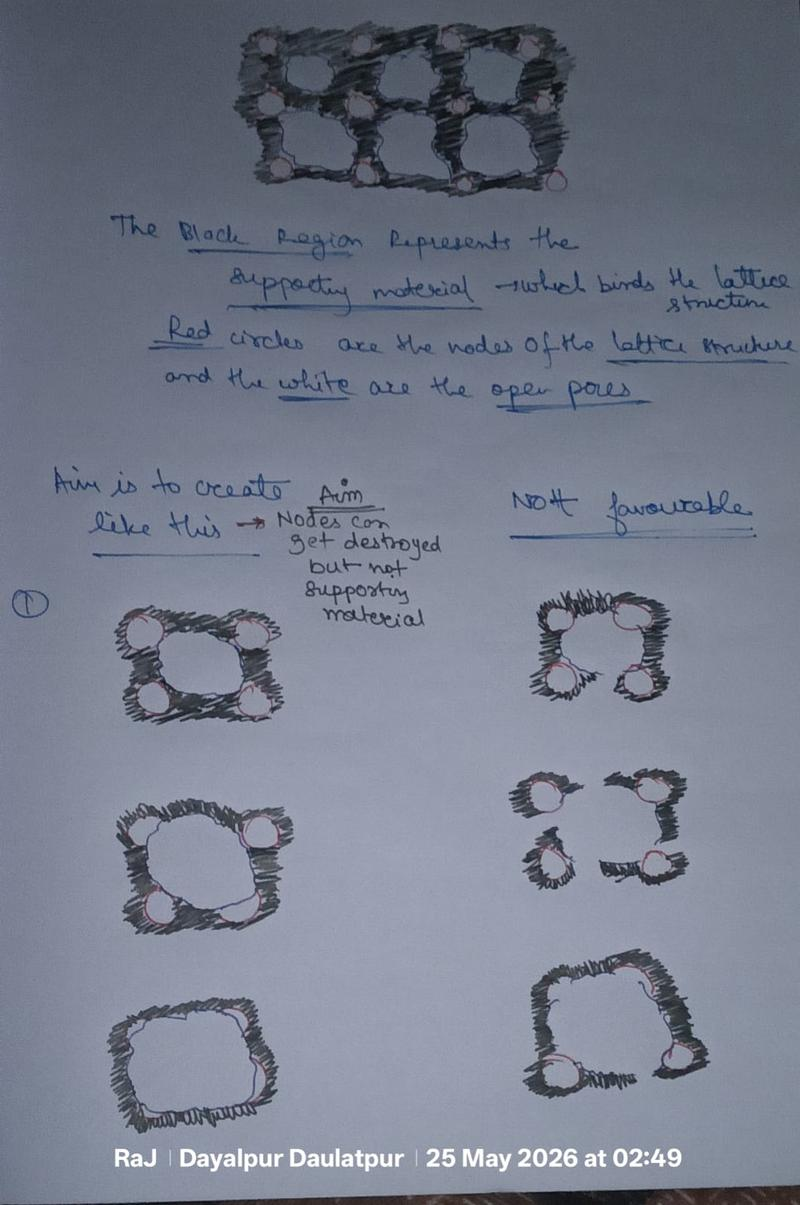 The Black Region Represents the
supporting material → which binds the lattice
structure
Red circles are the nodes of the lattice structure
and the white are the open pores
Aim is to create
like this →
Aim
Nodes can
get destroyed
but not
supporting
material
Nott favourable
①
RaJ | Dayalpur Daulatpur | 25 May 2026 at 02:49